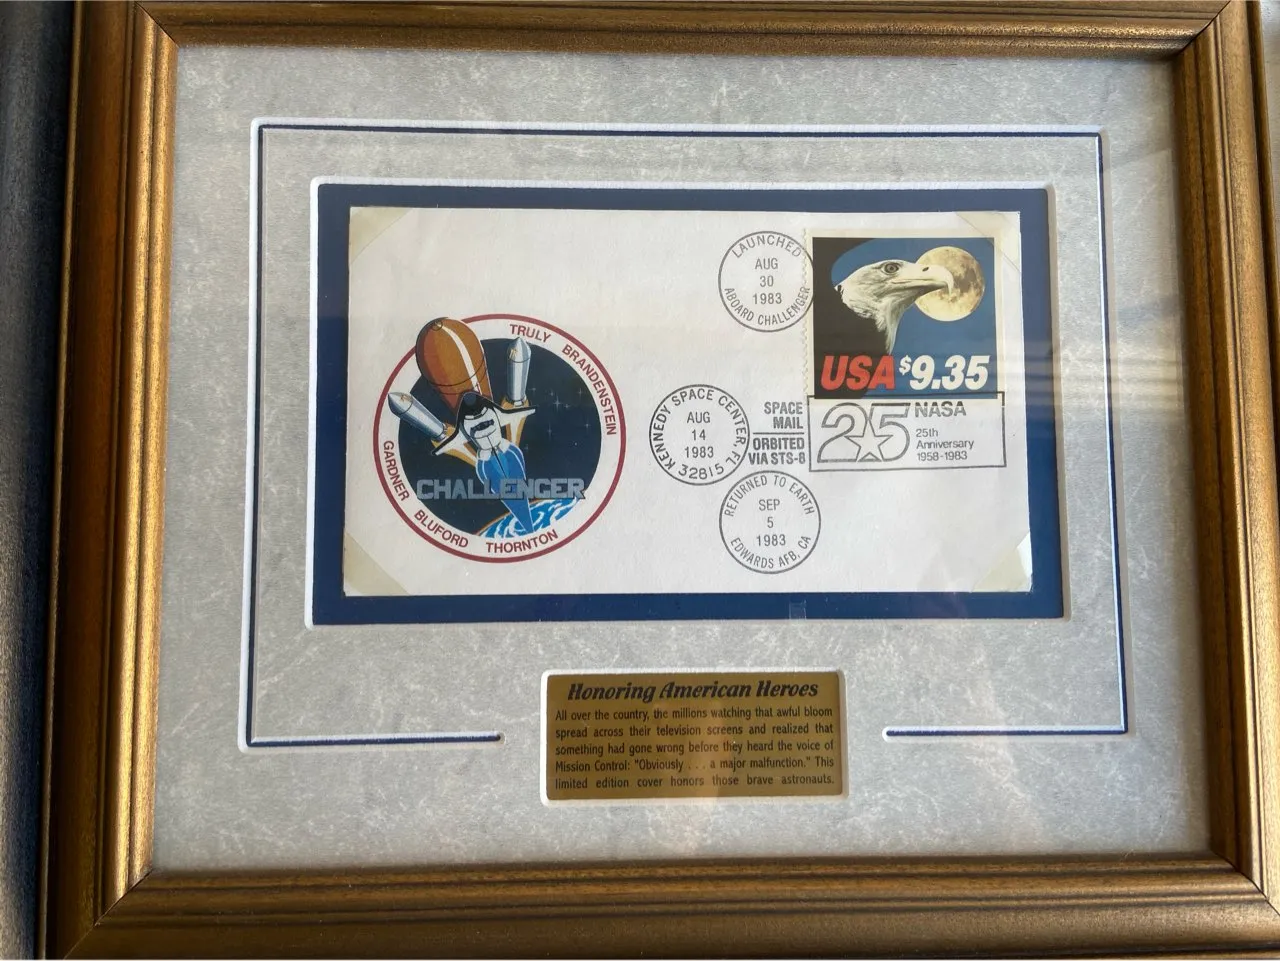 LAUNCHED
AUG
30
1983
ABOARD CHALLENGER
USA $9.35
TRULY BRANDENSTEIN
CHALLENGER
GARDNER BLUFORD THORNTON
KENNEDY SPACE CENTER, FL 32815
AUG
14
1983
SPACE
MAIL
ORBITED
VIA STS-8
25 NASA
25th
Anniversary
1958-1983
RETURNED TO EARTH
SEP
5
1983
EDWARDS AFB, CA
Honoring American Heroes
All over the country, the millions watching that awful bloom
spread across their television screens and realized that
something had gone wrong before they heard the voice of
Mission Control: "Obviously . . . a major malfunction." This
limited edition cover honors those brave astronauts.